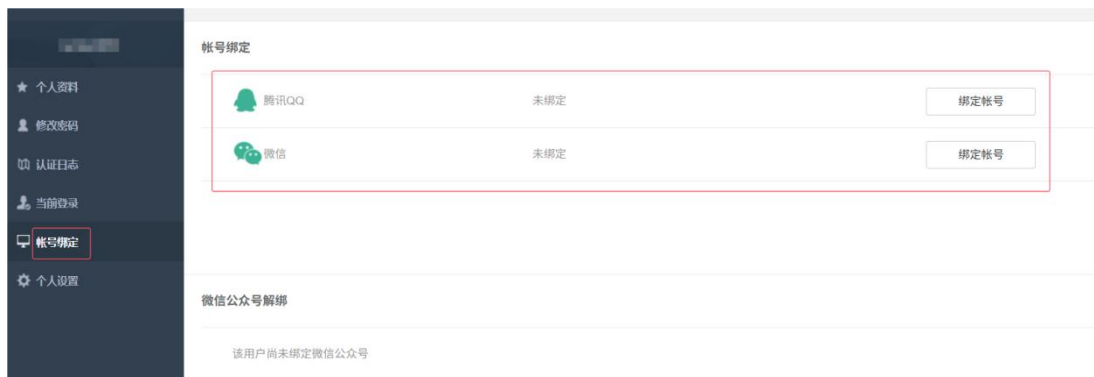 帐号绑定
个人资料
腾讯QQ 未绑定 绑定帐号
修改密码
认证日志
微信 未绑定 绑定帐号
当前登录
帐号绑定
个人设置
微信公众号解绑
该用户尚未绑定微信公众号